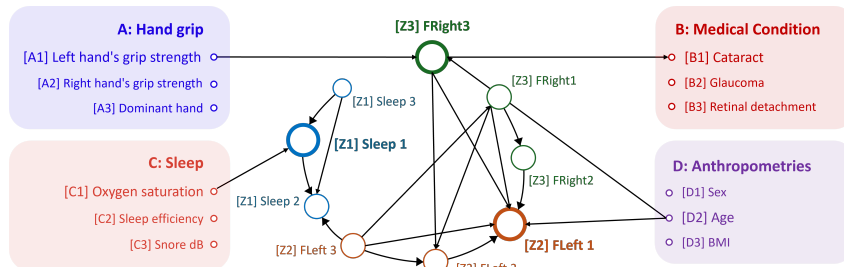 [Z3] FRight3
A: Hand grip
[A1] Left hand's grip strength
[A2] Right hand's grip strength
[A3] Dominant hand
B: Medical Condition
[B1] Cataract
[B2] Glaucoma
[B3] Retinal detachment
[Z3] FRight1
[Z1] Sleep 3
[Z1] Sleep 1
C: Sleep
[C1] Oxygen saturation
[C2] Sleep efficiency
[C3] Snore dB
[Z1] Sleep 2
[Z3] FRight2
D: Anthropometries
[D1] Sex
[D2] Age
[D3] BMI
[Z2] FLeft 3
[Z2] FLeft 1
[Z2] FLeft 2